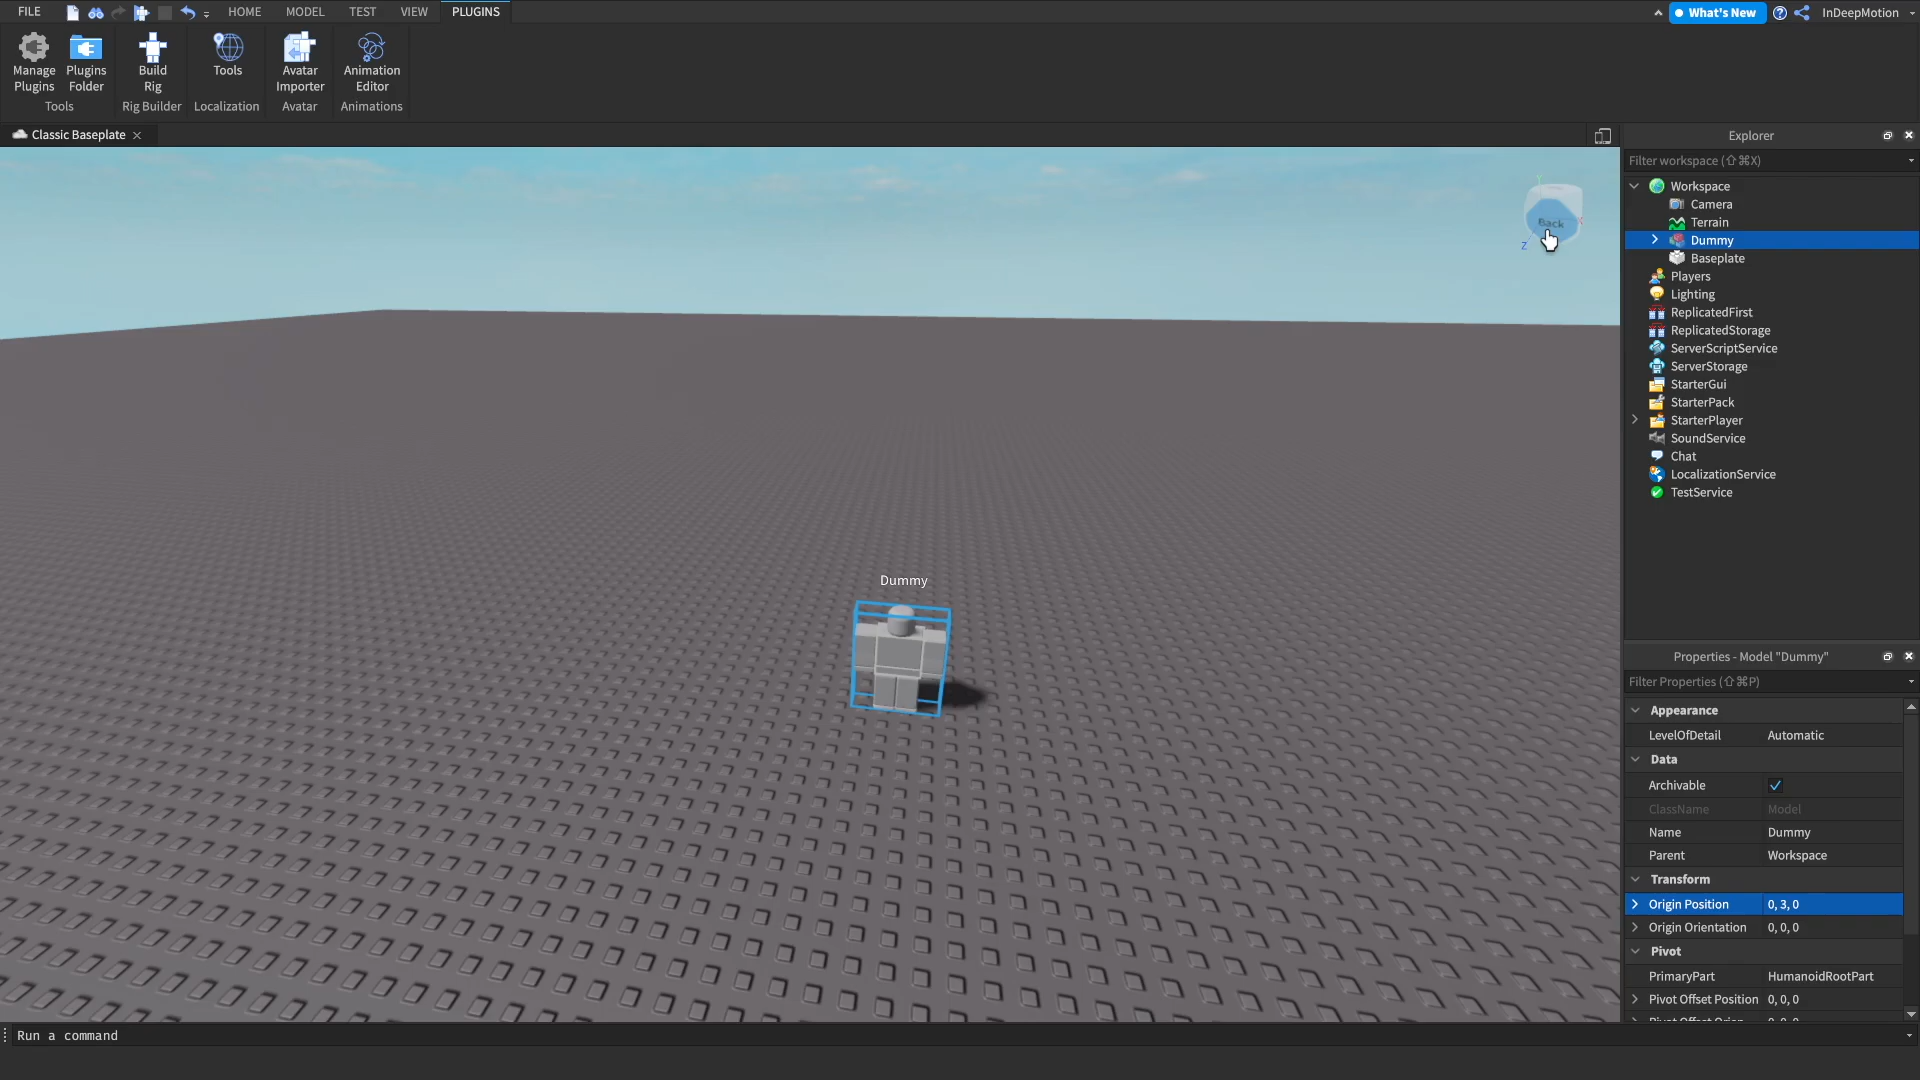 FILE
HOME
MODEL
TEST
VIEW
PLUGINS
What's New
InDeepMotion
Manage
Plugins
Plugins
Folder
Build
Rig
Tools
Avatar
Importer
Animation
Editor
Tools
Rig Builder
Localization
Avatar
Animations
Classic Baseplate
Explorer
Filter workspace (⇧⌘X)
Workspace
Camera
Terrain
Dummy
Baseplate
Players
Lighting
ReplicatedFirst
ReplicatedStorage
ServerScriptService
ServerStorage
StarterGui
StarterPack
StarterPlayer
SoundService
Chat
LocalizationService
TestService
Back
Y
X
Z
Dummy
Properties - Model "Dummy"
Filter Properties (⇧⌘P)
Appearance
LevelOfDetail Automatic
Data
Archivable
ClassName Model
Name Dummy
Parent Workspace
Transform
Origin Position 0, 3, 0
Origin Orientation 0, 0, 0
Pivot
PrimaryPart HumanoidRootPart
Pivot Offset Position 0, 0, 0
Run a command